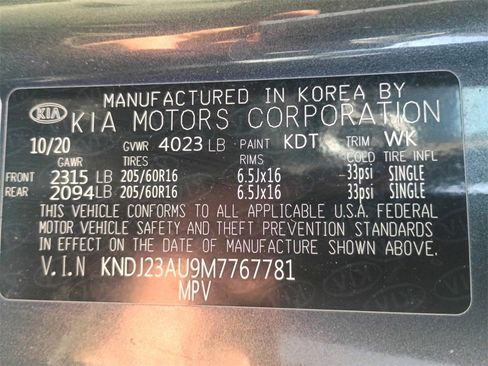 MANUFACTURED IN KOREA BY
KIA KIA MOTORS CORPORATION
10/20 GVWR 4023 LB PAINT KDT TRIM WK
GAWR TIRES RIMS COLD TIRE INFL
FRONT 2315 LB 205/60R16 6.5Jx16 33psi SINGLE
REAR 2094 LB 205/60R16 6.5Jx16 33psi SINGLE
THIS VEHICLE CONFORMS TO ALL APPLICABLE U.S.A. FEDERAL
MOTOR VEHICLE SAFETY AND THEFT PREVENTION STANDARDS
IN EFFECT ON THE DATE OF MANUFACTURE SHOWN ABOVE.
V.I.N KNDJ23AU9M7767781
MPV